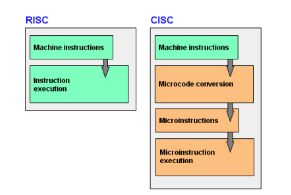 RISC
Machine instructions
Instruction
execution
CISC
Machine instructions
Microcode conversion
Microinstructions
Microinstruction
execution